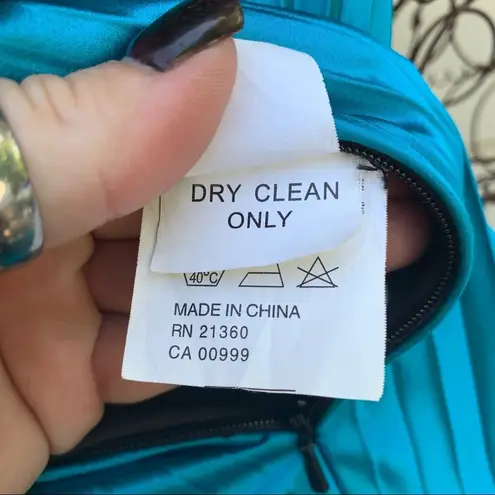 DRY CLEAN
ONLY
40°C
MADE IN CHINA
RN 21360
CA 00999